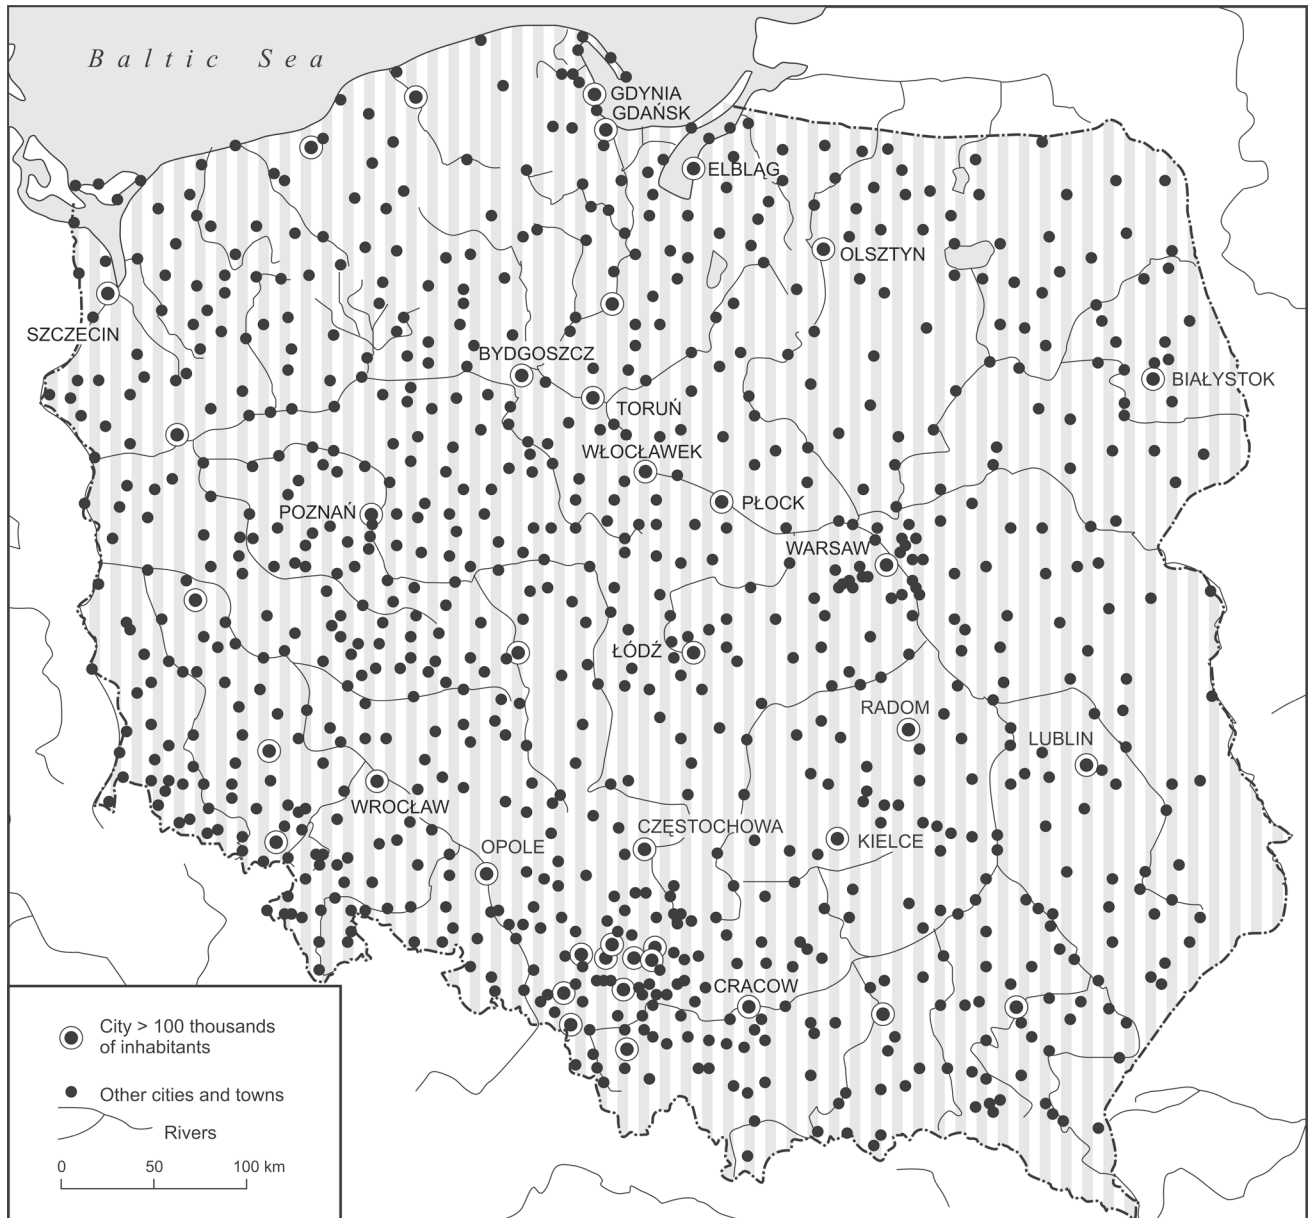 Baltic Sea
GDYNIA
GDAŃSK
ELBLĄG
OLSZTYN
SZCZECIN
BYDGOSZCZ
BIAŁYSTOK
TORUŃ
WŁOCŁAWEK
POZNAŃ
PŁOCK
WARSAW
ŁÓDŹ
RADOM
LUBLIN
WROCŁAW
CZĘSTOCHOWA
KIELCE
OPOLE
CRACOW
City > 100 thousands
of inhabitants
Other cities and towns
Rivers
0 50 100 km